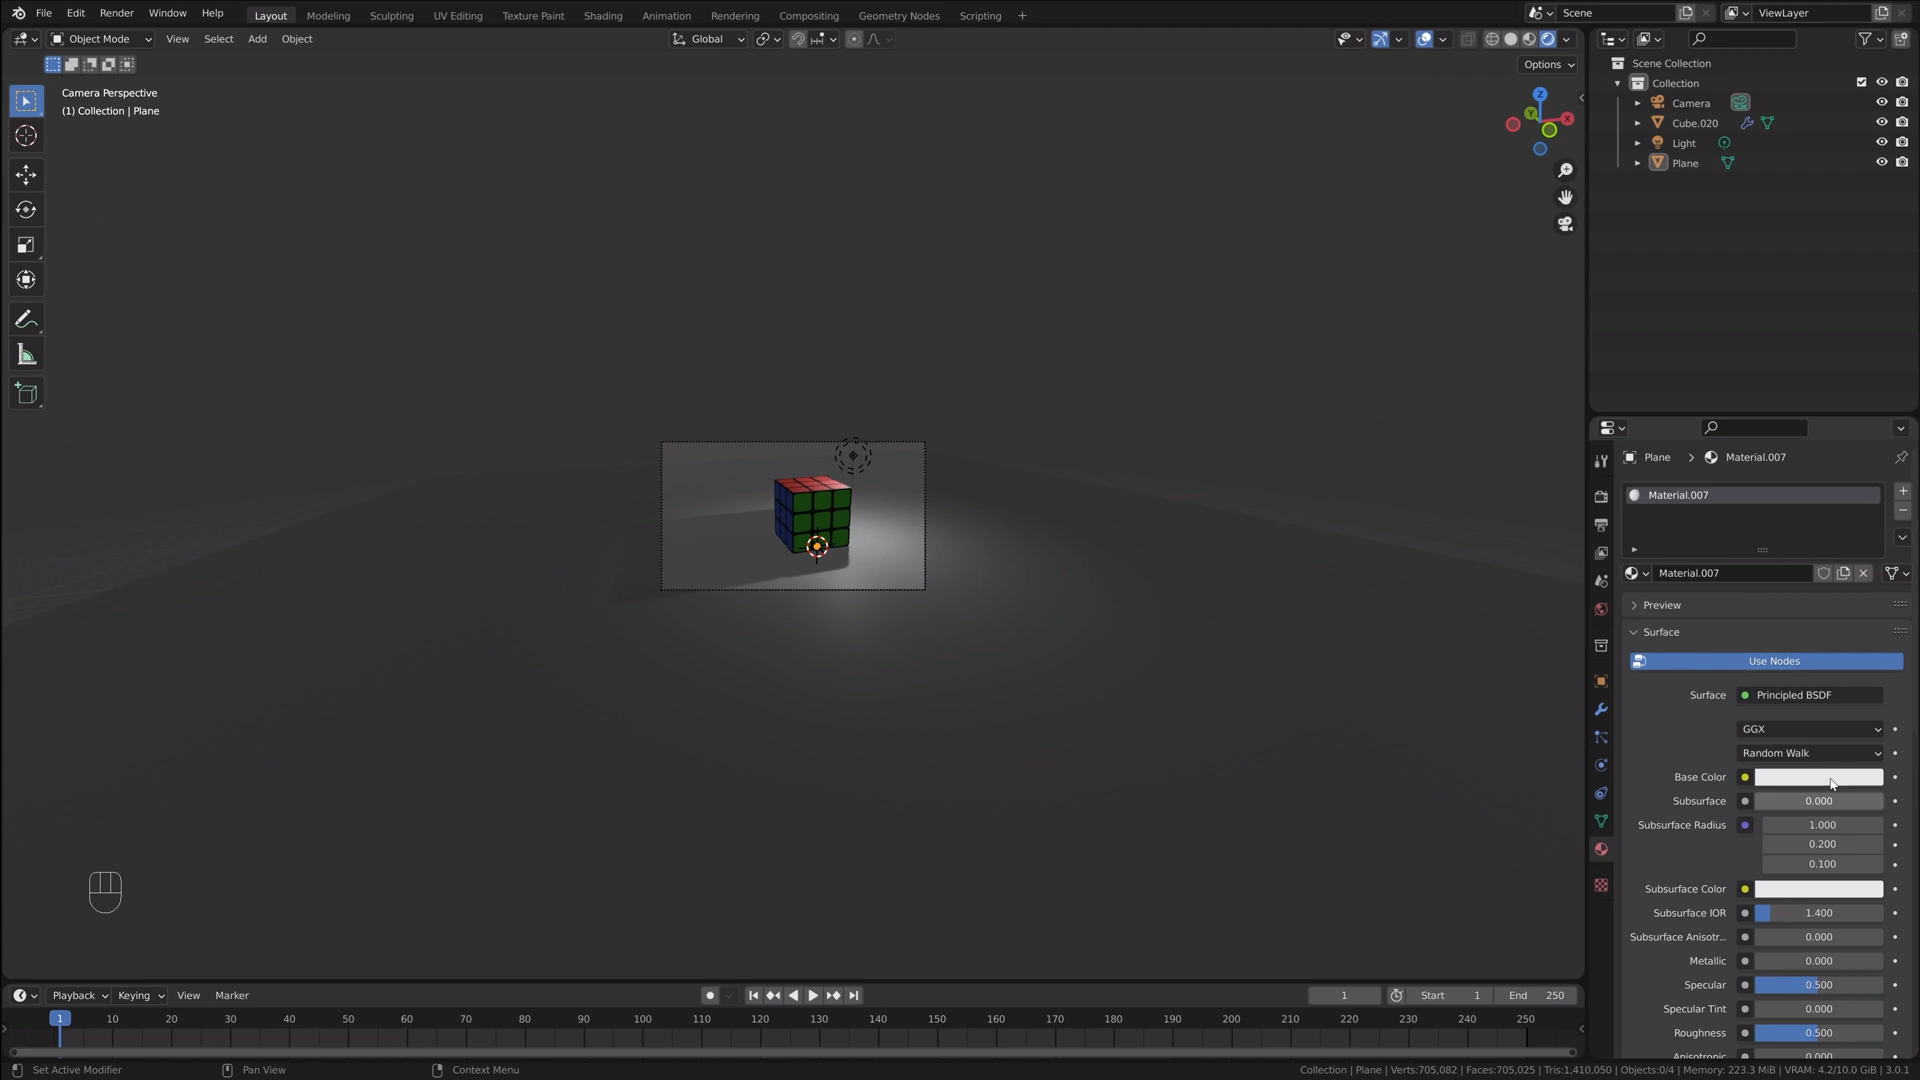 File Edit Render Window Help Layout Modeling Sculpting UV Editing Texture Paint Shading Animation Rendering Compositing Geometry Nodes Scripting + Scene ViewLayer
Object Mode View Select Add Object Global
Options
Camera Perspective
(1) Collection | Plane
Z
Y
X
Scene Collection
Collection
Camera
Cube.020
Light
Plane
Plane > Material.007
Material.007
Material.007
Preview
Surface
Use Nodes
Surface Principled BSDF
GGX
Random Walk
Base Color
Subsurface 0.000
Subsurface Radius 1.000
0.200
0.100
Subsurface Color
Subsurface IOR 1.400
Subsurface Anisotr... 0.000
Metallic 0.000
Specular 0.500
Specular Tint 0.000
Roughness 0.500
Anisotropic 0.000
Playback Keying View Marker 1 Start 1 End 250
1 10 20 30 40 50 60 70 80 90 100 110 120 130 140 150 160 170 180 190 200 210 220 230 240 250
Set Active Modifier Pan View Context Menu Collection | Plane | Verts:705,082 | Faces:705,025 | Tris:1,410,050 | Objects:0/4 | Memory: 223.3 MiB | VRAM: 4.2/10.0 GiB | 3.0.1